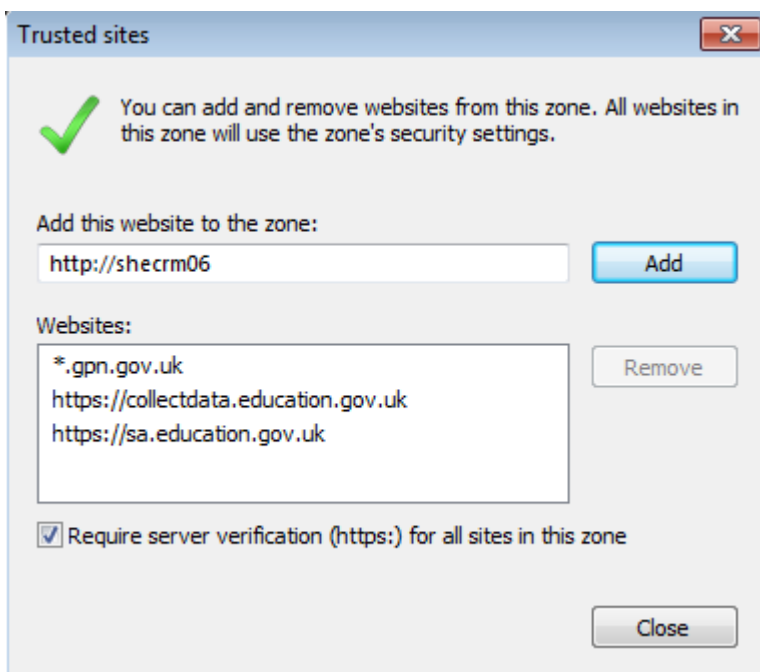 Trusted sites
You can add and remove websites from this zone. All websites in
this zone will use the zone's security settings.
Add this website to the zone:
http://shecrm06
Add
Websites:
*.gpn.gov.uk
Remove
https://collectdata.education.gov.uk
https://sa.education.gov.uk
Require server verification (https:) for all sites in this zone
Close